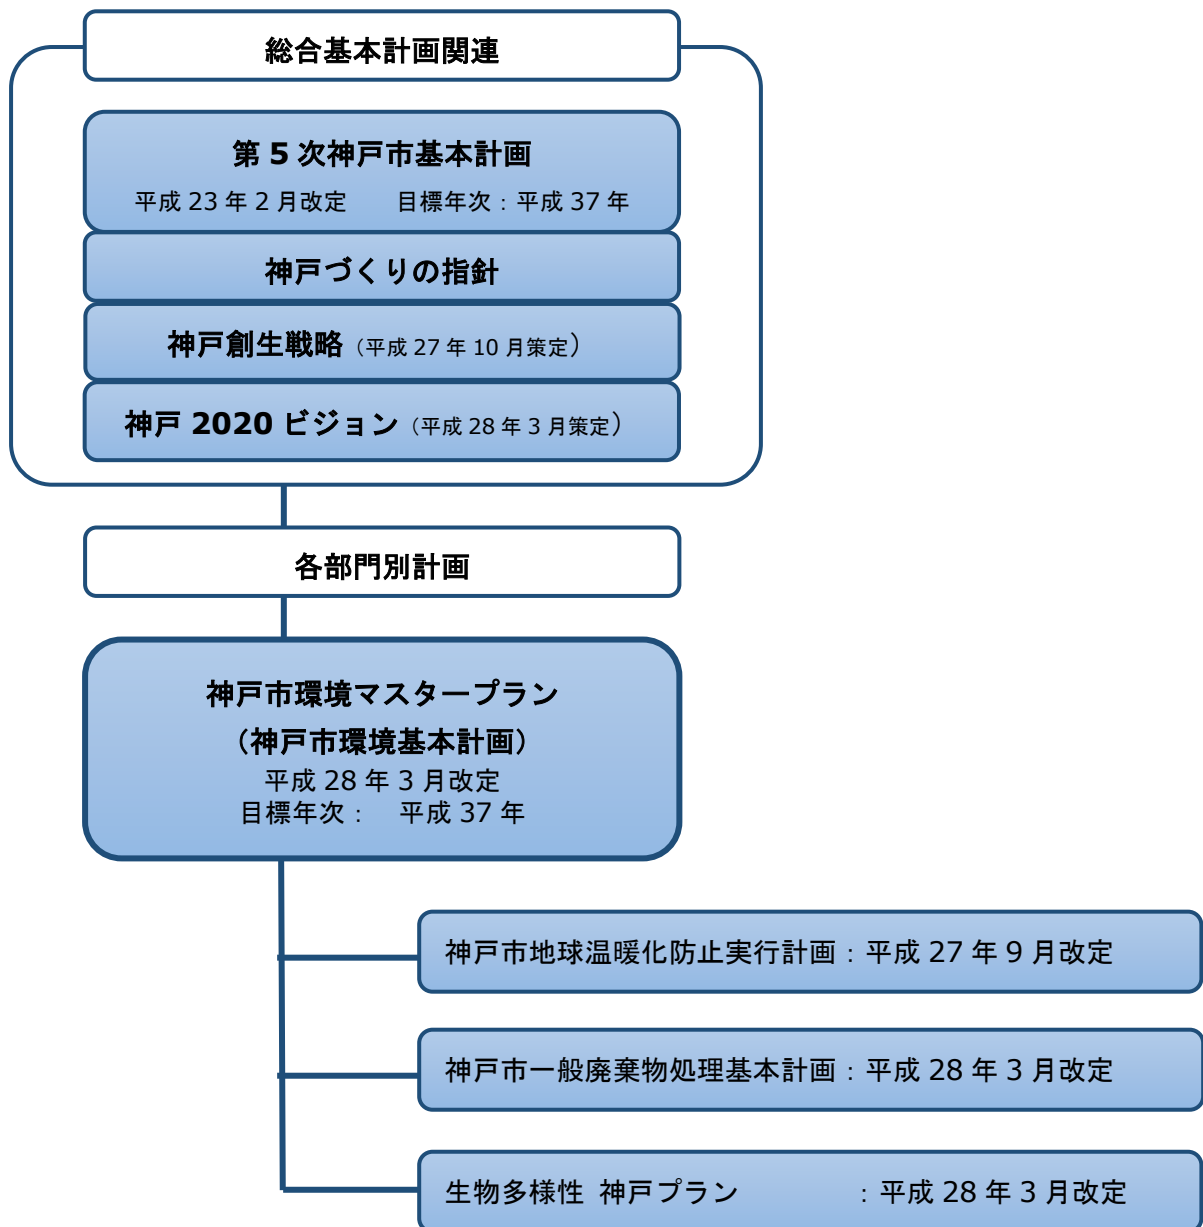 総合基本計画関連
第 5 次神戸市基本計画
平成 23 年 2 月改定　　目標年次：平成 37 年
神戸づくりの指針
神戸創生戦略（平成 27 年 10 月策定）
神戸 2020 ビジョン（平成 28 年 3 月策定）
各部門別計画
神戸市環境マスタープラン
（神戸市環境基本計画）
平成 28 年 3 月改定
目標年次：　平成 37 年
神戸市地球温暖化防止実行計画：平成 27 年 9 月改定
神戸市一般廃棄物処理基本計画：平成 28 年 3 月改定
生物多様性 神戸プラン　　　　：平成 28 年 3 月改定